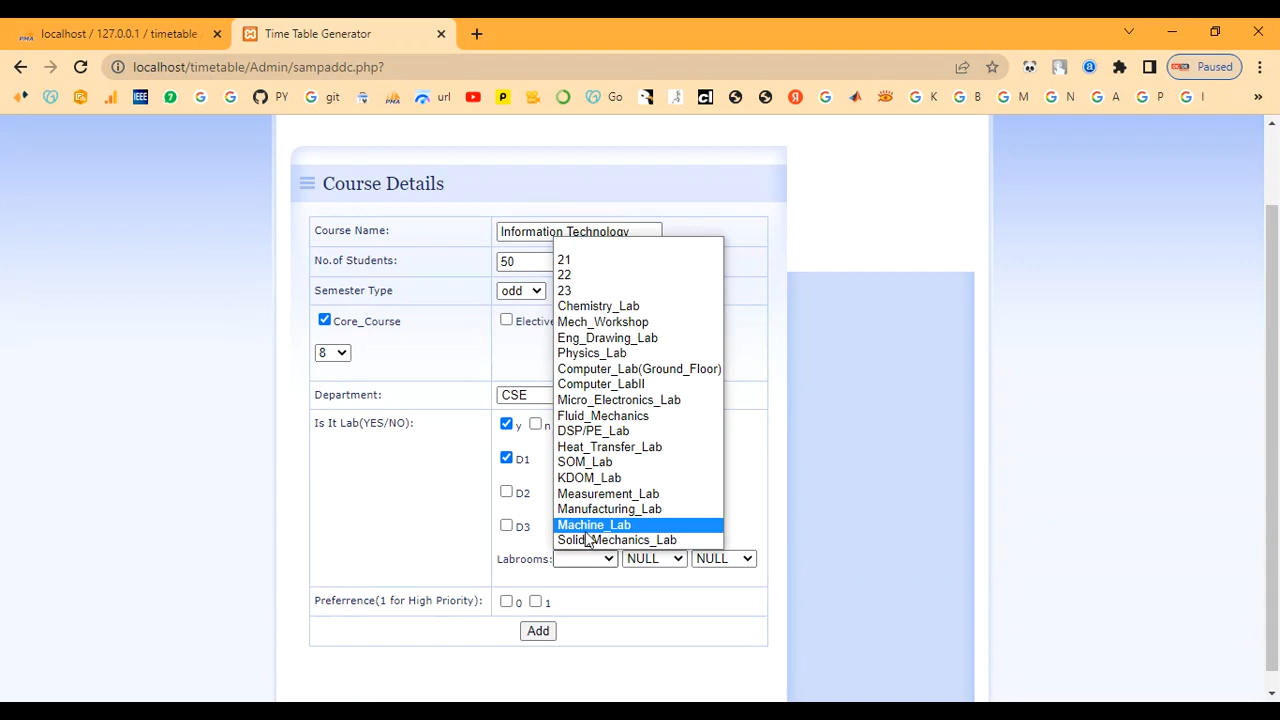 localhost / 127.0.0.1 / timetable
Time Table Generator
localhost/timetable/Admin/sampaddc.php?
Paused
IEEE
PY
git
url
Go
K
B
M
N
A
P
I
Course Details
Course Name:
Information Technology
No.of Students:
50
Semester Type
odd
Core_Course
Elective
8
Department:
CSE
Is It Lab(YES/NO):
y
n
D1
D2
D3
Labrooms:
NULL
NULL
21
22
23
Chemistry_Lab
Mech_Workshop
Eng_Drawing_Lab
Physics_Lab
Computer_Lab(Ground_Floor)
Computer_LabII
Micro_Electronics_Lab
Fluid_Mechanics
DSP/PE_Lab
Heat_Transfer_Lab
SOM_Lab
KDOM_Lab
Measurement_Lab
Manufacturing_Lab
Machine_Lab
Solid_Mechanics_Lab
Preferrence(1 for High Priority):
0
1
Add